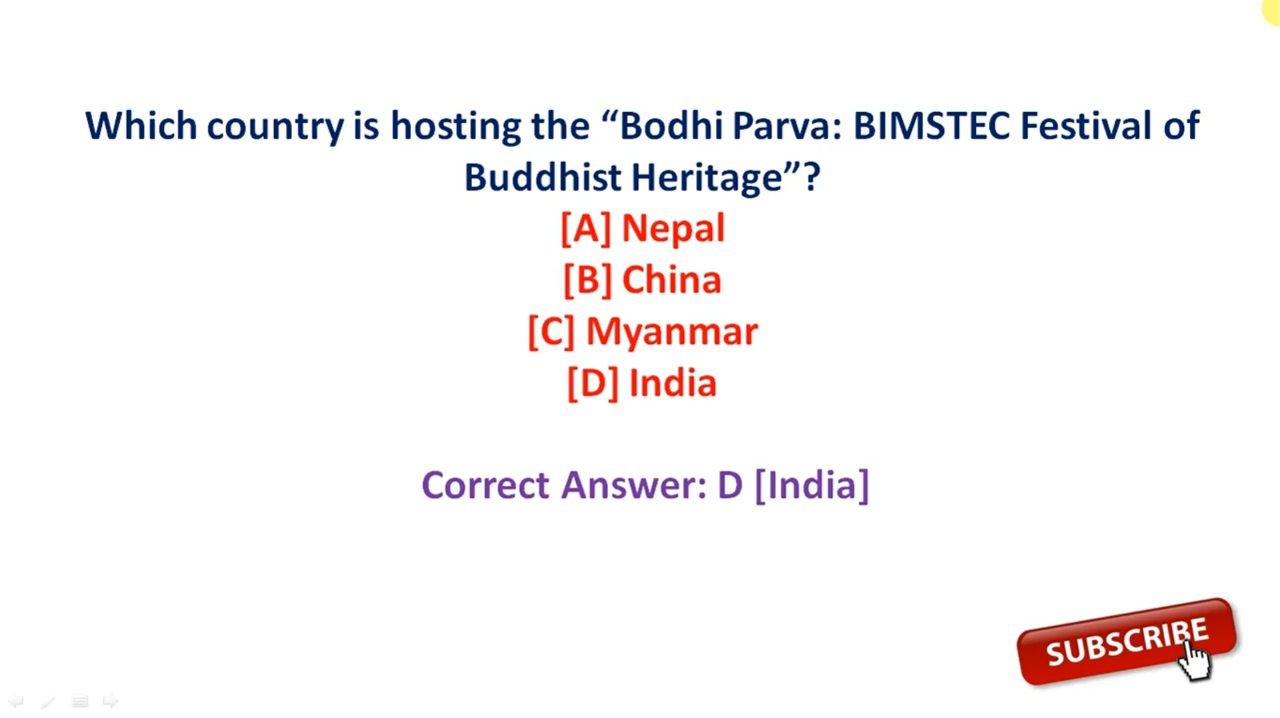 Which country is hosting the “Bodhi Parva: BIMSTEC Festival of
Buddhist Heritage”?
[A] Nepal
[B] China
[C] Myanmar
[D] India
Correct Answer: D [India]
SUBSCRIBE